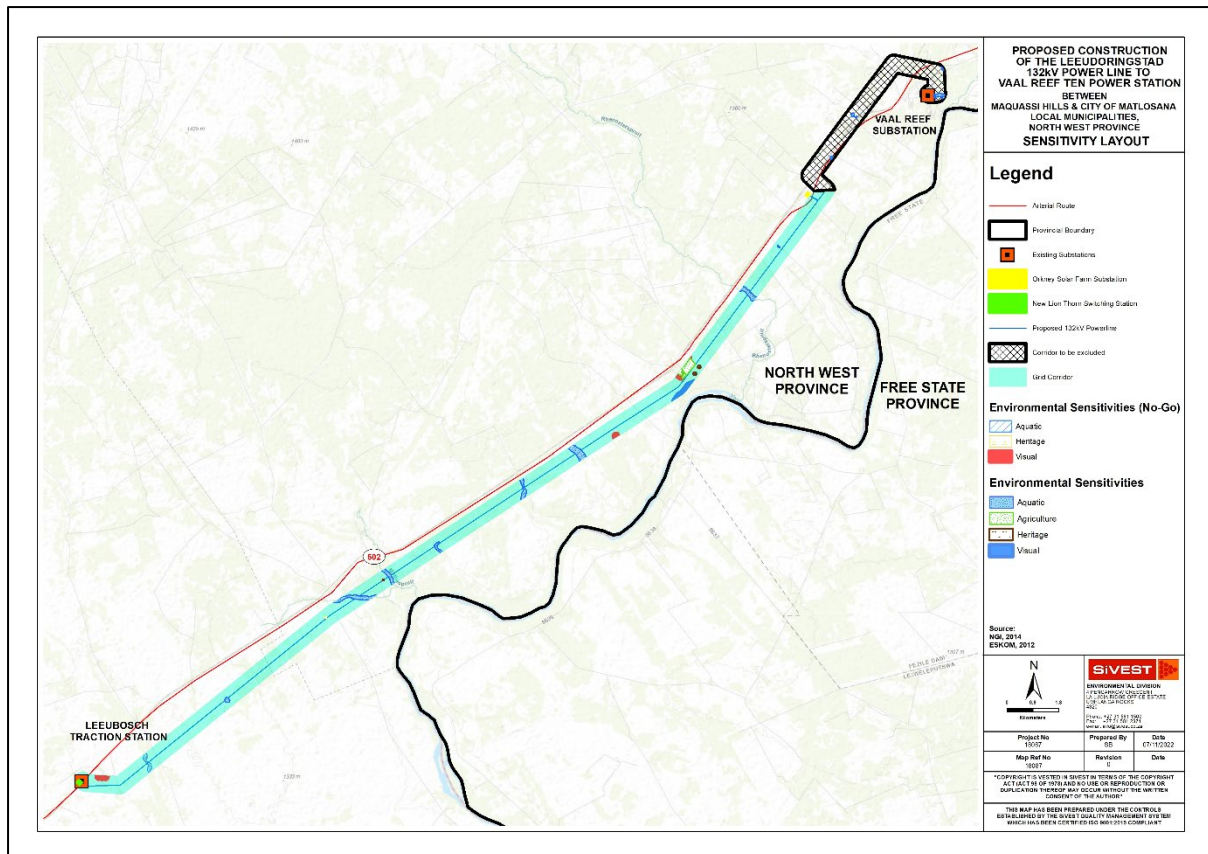 PROPOSED CONSTRUCTION
OF THE LEEUDORINGSTAD
132kV POWER LINE TO
VAAL REEF TEN POWER STATION
BETWEEN
MAQUASSI HILLS & CITY OF MATLOSANA
LOCAL MUNICIPALITIES,
NORTH WEST PROVINCE
SENSITIVITY LAYOUT
Legend
Arterial Route
Provincial Boundary
Existing Substations
Orkney Solar Farm Substation
New Lion Thorn Switching Station
Proposed 132kV Powerline
Corridor to be excluded
Grid Corridor
Environmental Sensitivities (No-Go)
Aquatic
Heritage
Visual
Environmental Sensitivities
Aquatic
Agriculture
Heritage
Visual
Source:
NGI, 2014
ESKOM, 2012
N
Kilometers
SiVEST
ENVIRONMENTAL DIVISION
Project No
18087
Prepared By
SB
Date
07/11/2022
Map Ref No
18087
Revision
0
Date
"COPYRIGHT IS VESTED IN SIVEST IN TERMS OF THE COPYRIGHT
ACT (ACT 98 OF 1978) AND NO USE OR REPRODUCTION OR
DUPLICATION THEREOF MAY OCCUR WITHOUT THE WRITTEN
CONSENT OF THE AUTHOR"
THIS MAP HAS BEEN PREPARED UNDER THE CONTROLS
ESTABLISHED BY THE SIVEST QUALITY MANAGEMENT SYSTEM
WHICH HAS BEEN CERTIFIED ISO 9001:2015 COMPLIANT
VAAL REEF
SUBSTATION
FREE STATE
NORTH WEST
PROVINCE
FREE STATE
PROVINCE
502
LEEUBOSCH
TRACTION STATION